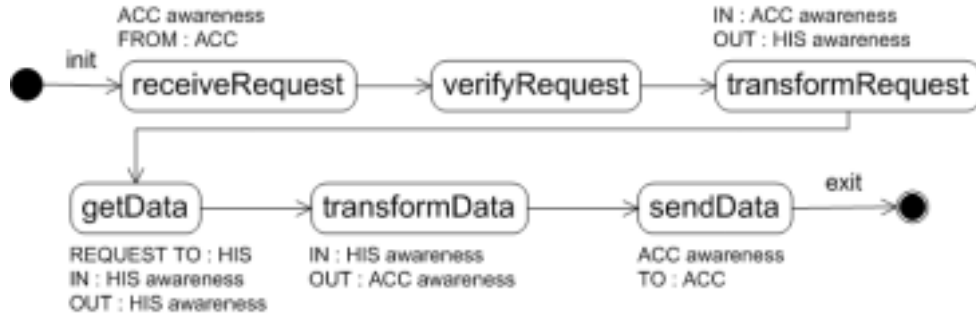 ACC awareness
FROM : ACC
IN : ACC awareness
OUT : HIS awareness
init
receiveRequest
verifyRequest
transformRequest
getData
transformData
sendData
exit
REQUEST TO : HIS
IN : HIS awareness
OUT : HIS awareness
IN : HIS awareness
OUT : ACC awareness
ACC awareness
TO : ACC